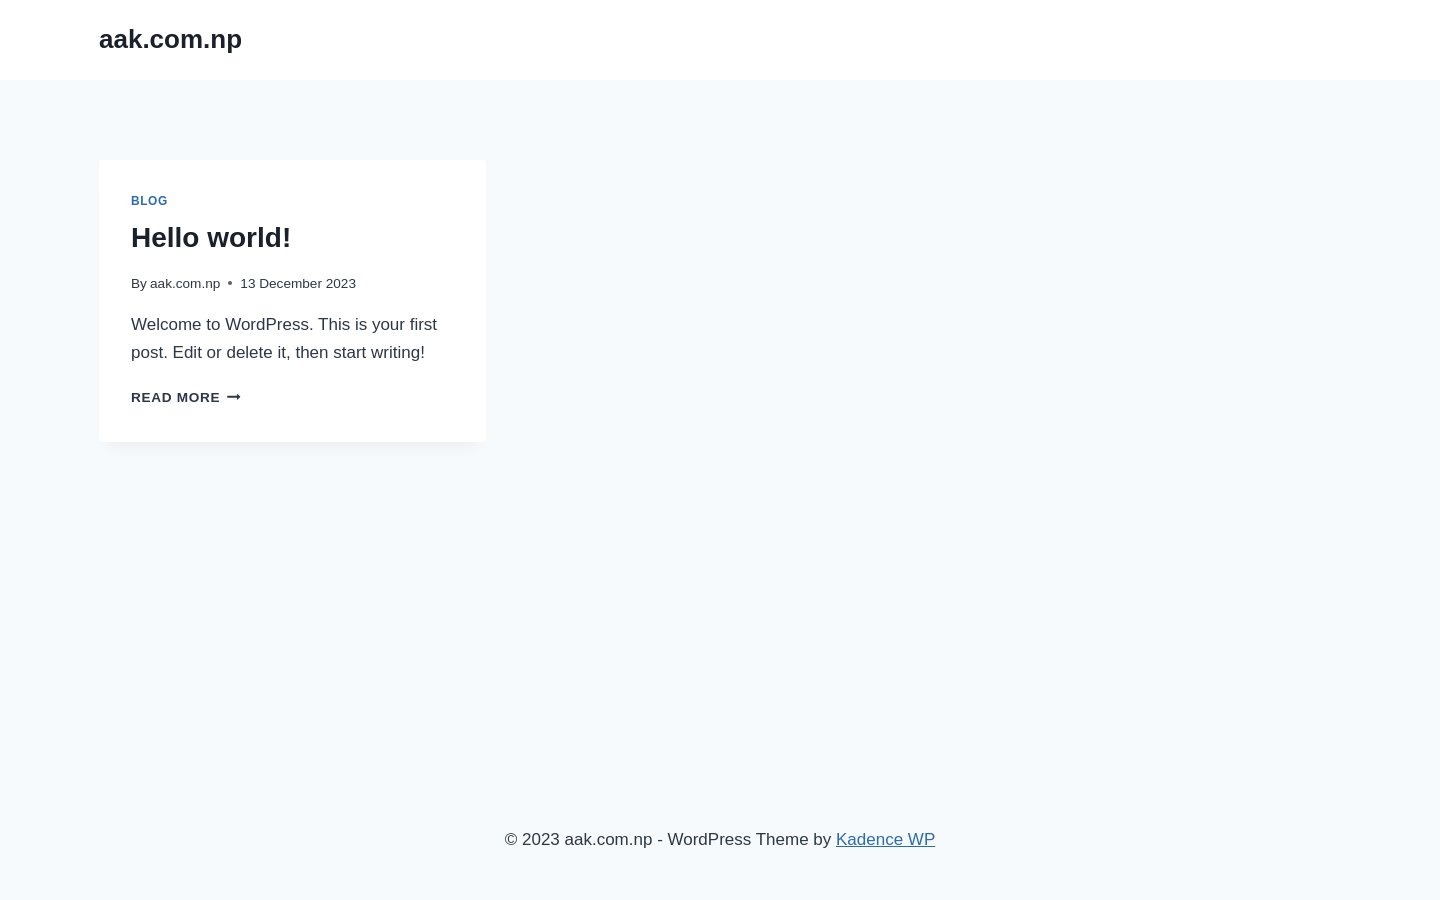 aak.com.np
BLOG
Hello world!
By aak.com.np • 13 December 2023
Welcome to WordPress. This is your first
post. Edit or delete it, then start writing!
READ MORE
© 2023 aak.com.np - WordPress Theme by Kadence WP